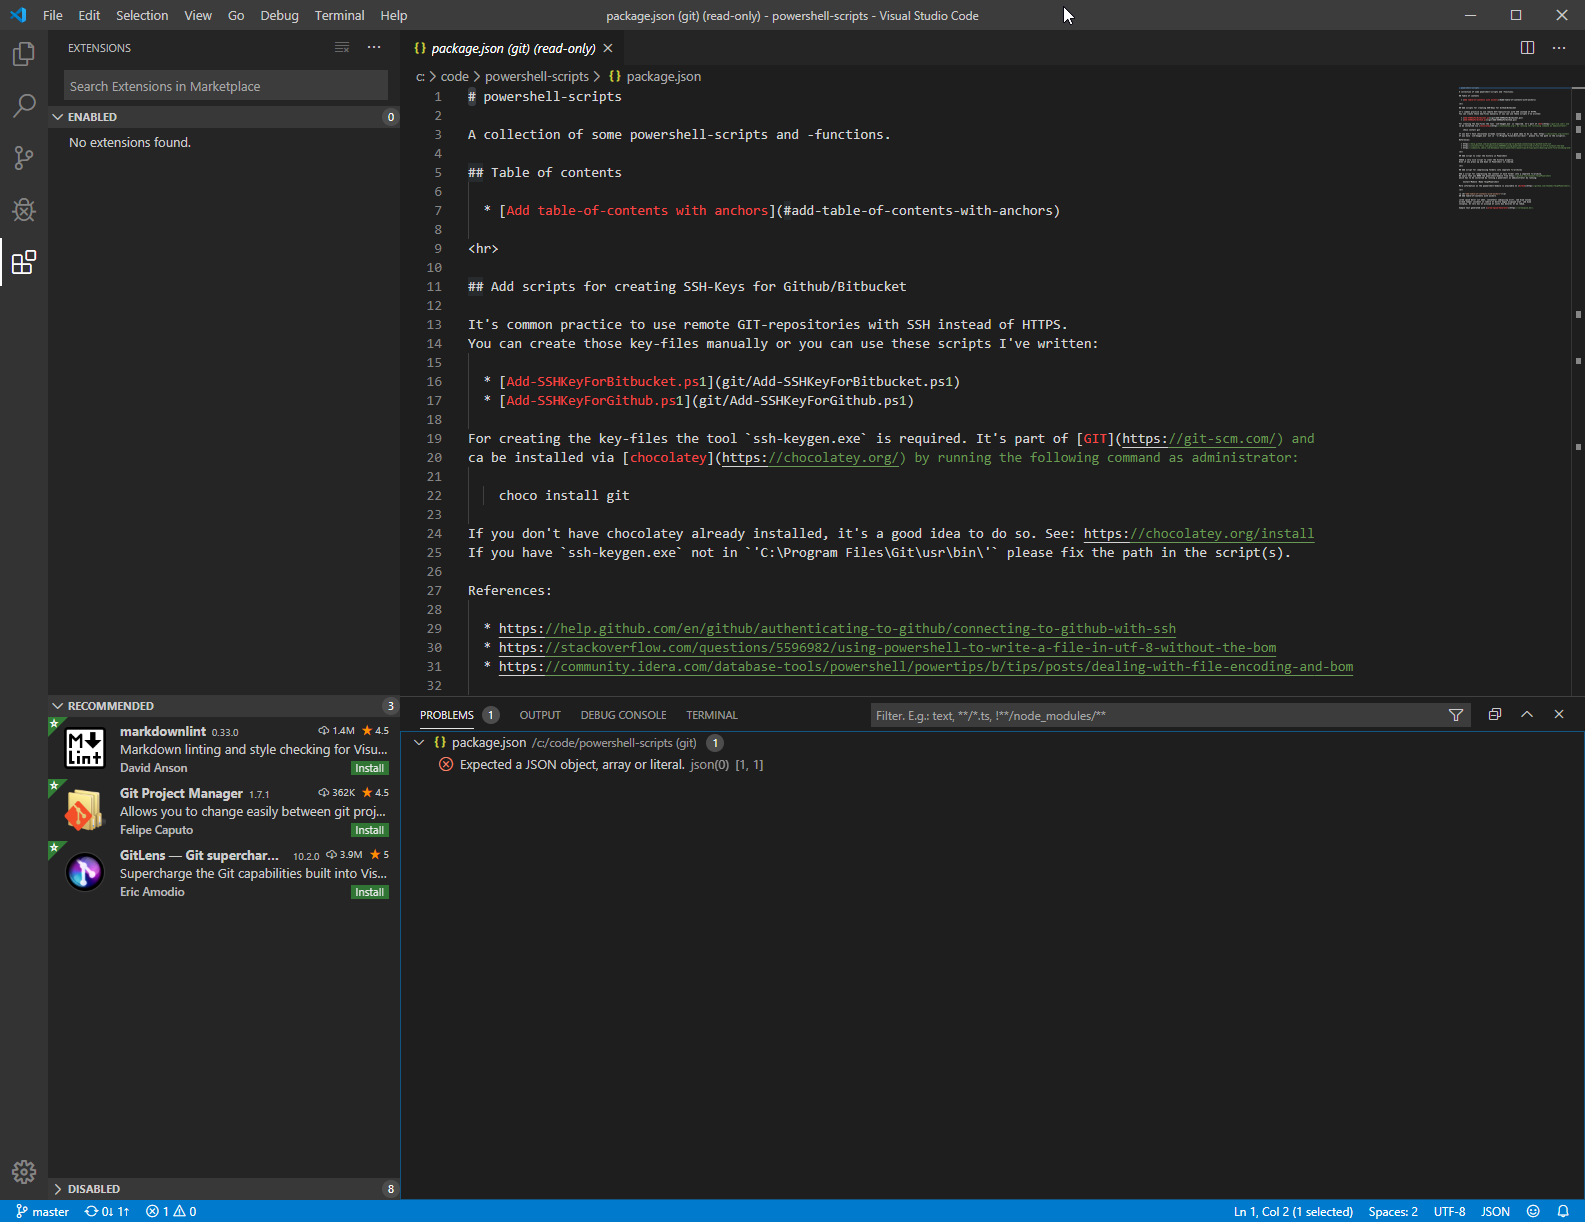 File Edit Selection View Go Debug Terminal Help
package.json (git) (read-only) - powershell-scripts - Visual Studio Code
EXTENSIONS
Search Extensions in Marketplace
ENABLED 0
No extensions found.
{} package.json (git) (read-only)
c: > code > powershell-scripts > {} package.json
1 # powershell-scripts
2
3 A collection of some powershell-scripts and -functions.
4
5 ## Table of contents
6
7 * [Add table-of-contents with anchors](#add-table-of-contents-with-anchors)
8
9 <hr>
10
11 ## Add scripts for creating SSH-Keys for Github/Bitbucket
12
13 It's common practice to use remote GIT-repositories with SSH instead of HTTPS.
14 You can create those key-files manually or you can use these scripts I've written:
15
16 * [Add-SSHKeyForBitbucket.ps1](git/Add-SSHKeyForBitbucket.ps1)
17 * [Add-SSHKeyForGithub.ps1](git/Add-SSHKeyForGithub.ps1)
18
19 For creating the key-files the tool `ssh-keygen.exe` is required. It's part of [GIT](https://git-scm.com/) and
20 ca be installed via [chocolatey](https://chocolatey.org/) by running the following command as administrator:
21
22 choco install git
23
24 If you don't have chocolatey already installed, it's a good idea to do so. See: https://chocolatey.org/install
25 If you have `ssh-keygen.exe` not in `'C:\Program Files\Git\usr\bin\'` please fix the path in the script(s).
26
27 References:
28
29 * https://help.github.com/en/github/authenticating-to-github/connecting-to-github-with-ssh
30 * https://stackoverflow.com/questions/5596982/using-powershell-to-write-a-file-in-utf-8-without-the-bom
31 * https://community.idera.com/database-tools/powershell/powertips/b/tips/posts/dealing-with-file-encoding-and-bom
32
RECOMMENDED 3
markdownlint 0.33.0 1.4M 4.5
Markdown linting and style checking for Visu...
David Anson Install
Git Project Manager 1.7.1 362K 4.5
Allows you to change easily between git proj...
Felipe Caputo Install
GitLens — Git superchar... 10.2.0 3.9M 5
Supercharge the Git capabilities built into Vis...
Eric Amodio Install
M
Lint
DISABLED 8
PROBLEMS 1 OUTPUT DEBUG CONSOLE TERMINAL
Filter. E.g.: text, **/*.ts, !**/node_modules/**
{} package.json /c:/code/powershell-scripts (git) 1
Expected a JSON object, array or literal. json(0) [1, 1]
master 0↓ 1↑ 1 0
Ln 1, Col 2 (1 selected) Spaces: 2 UTF-8 JSON